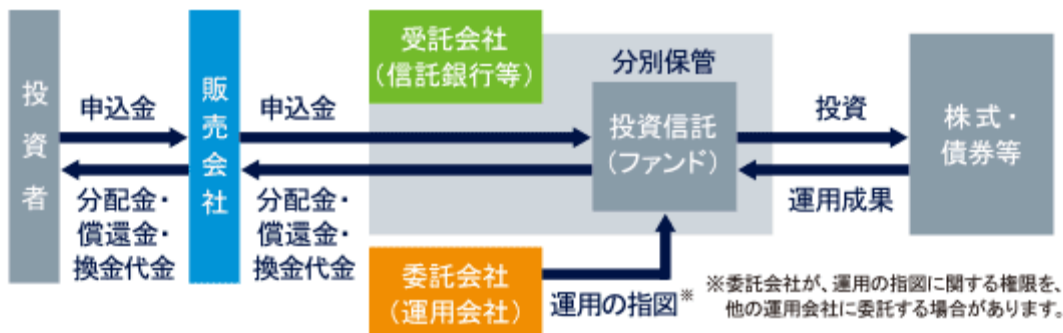 投資者
申込金
分配金・
償還金・
換金代金
販売会社
申込金
分配金・
償還金・
換金代金
受託会社
(信託銀行等)
分別保管
投資信託
(ファンド)
委託会社
(運用会社)
運用の指図※
投資
運用成果
株式・
債券等
※委託会社が、運用の指図に関する権限を、
他の運用会社に委託する場合があります。